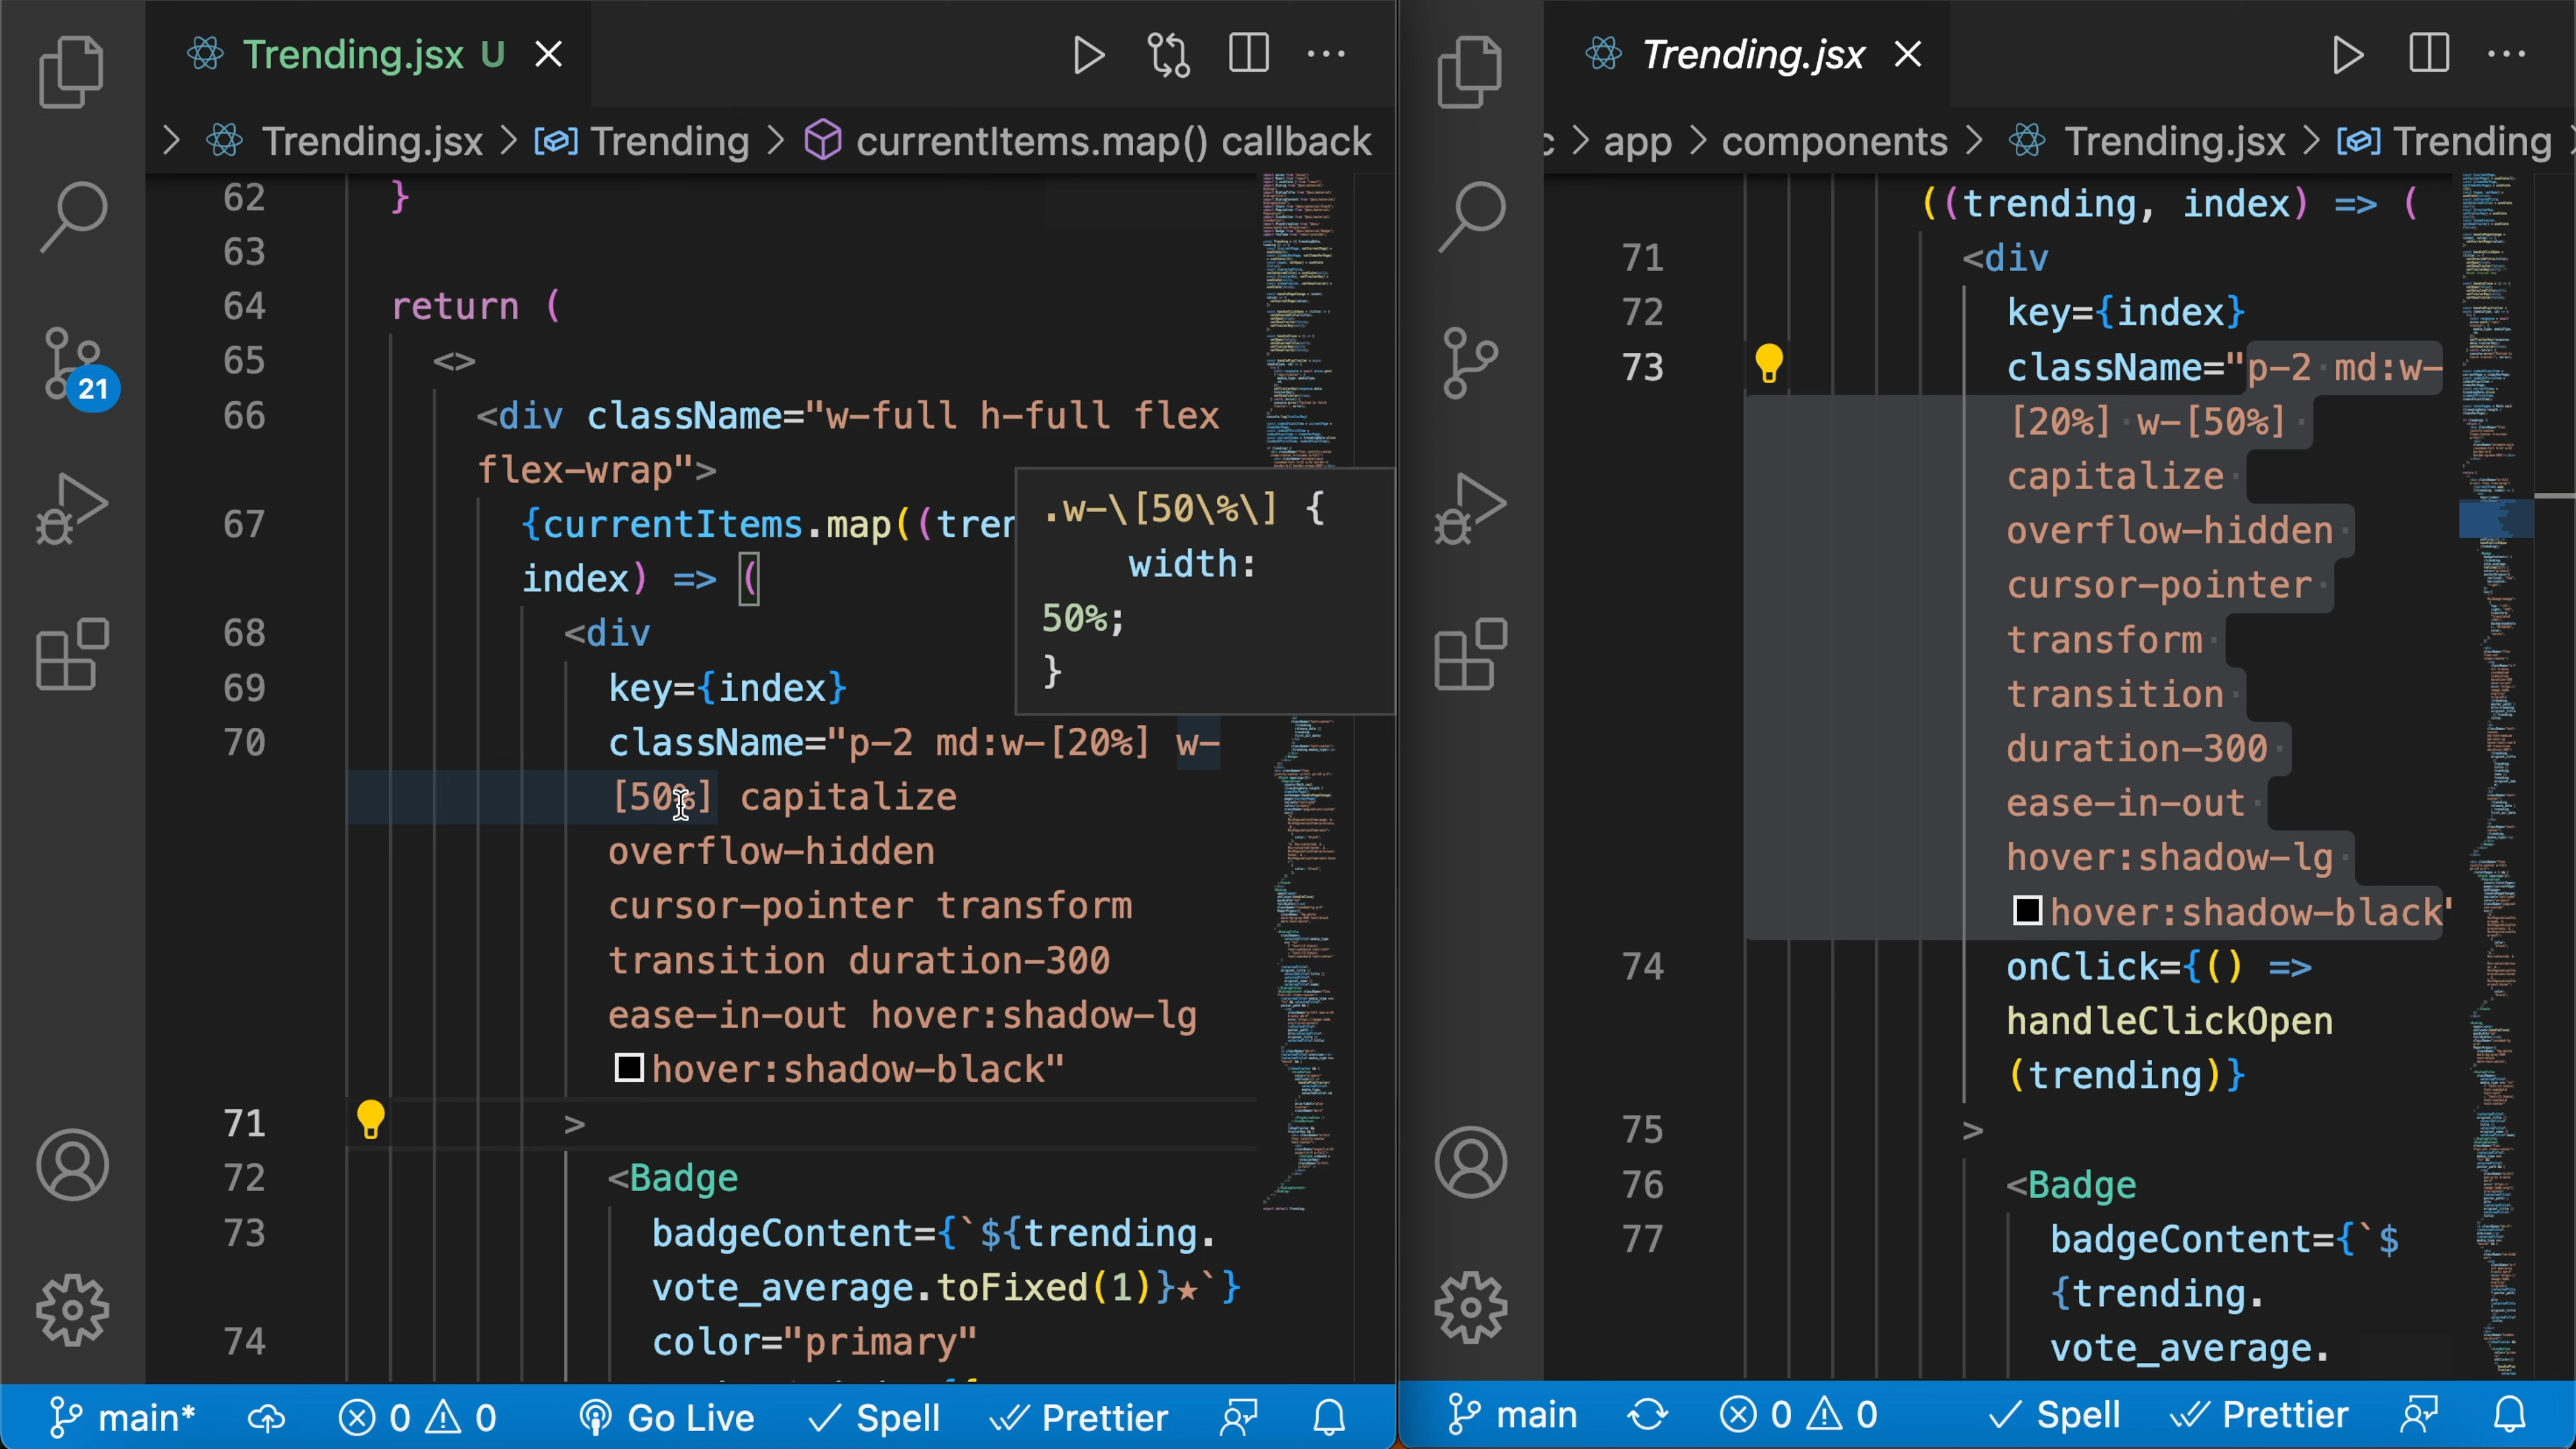 Trending.jsx U
Trending.jsx > Trending > currentItems.map() callback
62 }
63
64 return (
65 <>
66 <div className="w-full h-full flex
flex-wrap">
67 {currentItems.map((tren
index) => (
68 <div
69 key={index}
70 className="p-2 md:w-[20%] w-
[50%] capitalize
overflow-hidden
cursor-pointer transform
transition duration-300
ease-in-out hover:shadow-lg
hover:shadow-black"
71 >
72 <Badge
73 badgeContent={`${trending.
vote_average.toFixed(1)}★`}
74 color="primary"
.w-\[50\%\] {
width:
50%;
}
21
main* 0 0 Go Live Spell Prettier
Trending.jsx
c > app > components > Trending.jsx > Trending >
((trending, index) => (
71 <div
72 key={index}
73 className="p-2 md:w-
[20%] w-[50%]
capitalize
overflow-hidden
cursor-pointer
transform
transition
duration-300
ease-in-out
hover:shadow-lg
hover:shadow-black"
74 onClick={() =>
handleClickOpen
(trending)}
75 >
76 <Badge
77 badgeContent={`$
{trending.
vote_average.
main 0 0 Spell Prettier